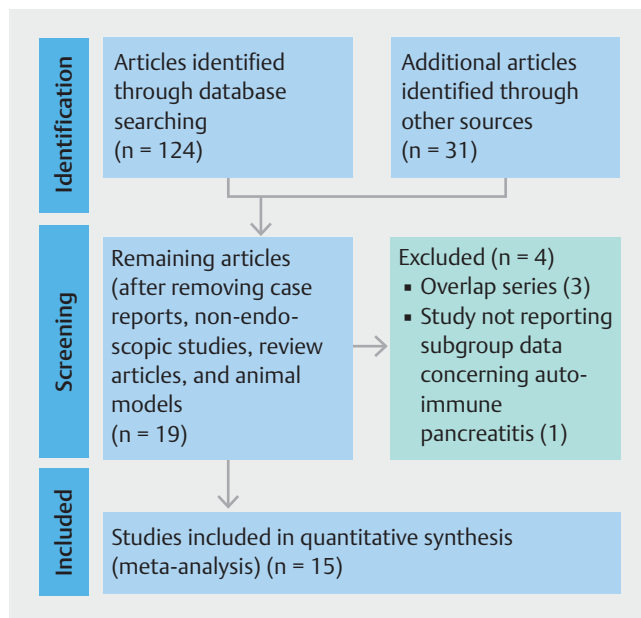 Identification
Articles identified
through database
searching
(n = 124)
Additional articles
identified through
other sources
(n = 31)
Screening
Remaining articles
(after removing case
reports, non-endo-
scopic studies, review
articles, and animal
models
(n = 19)
Excluded (n = 4)
▪ Overlap series (3)
▪ Study not reporting
subgroup data
concerning auto-
immune
pancreatitis (1)
Included
Studies included in quantitative synthesis
(meta-analysis) (n = 15)